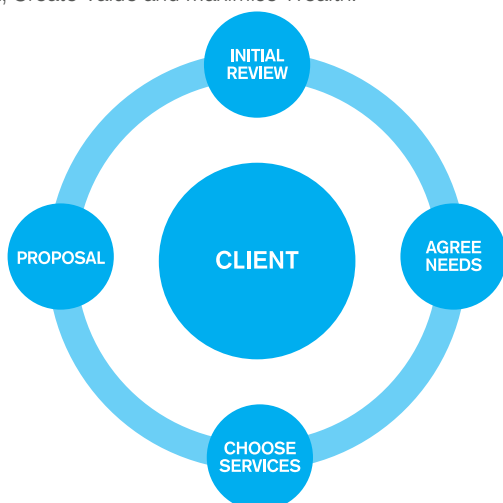 , Create Value and Maximise Wealth.
INITIAL
REVIEW
PROPOSAL
CLIENT
AGREE
NEEDS
CHOOSE
SERVICES